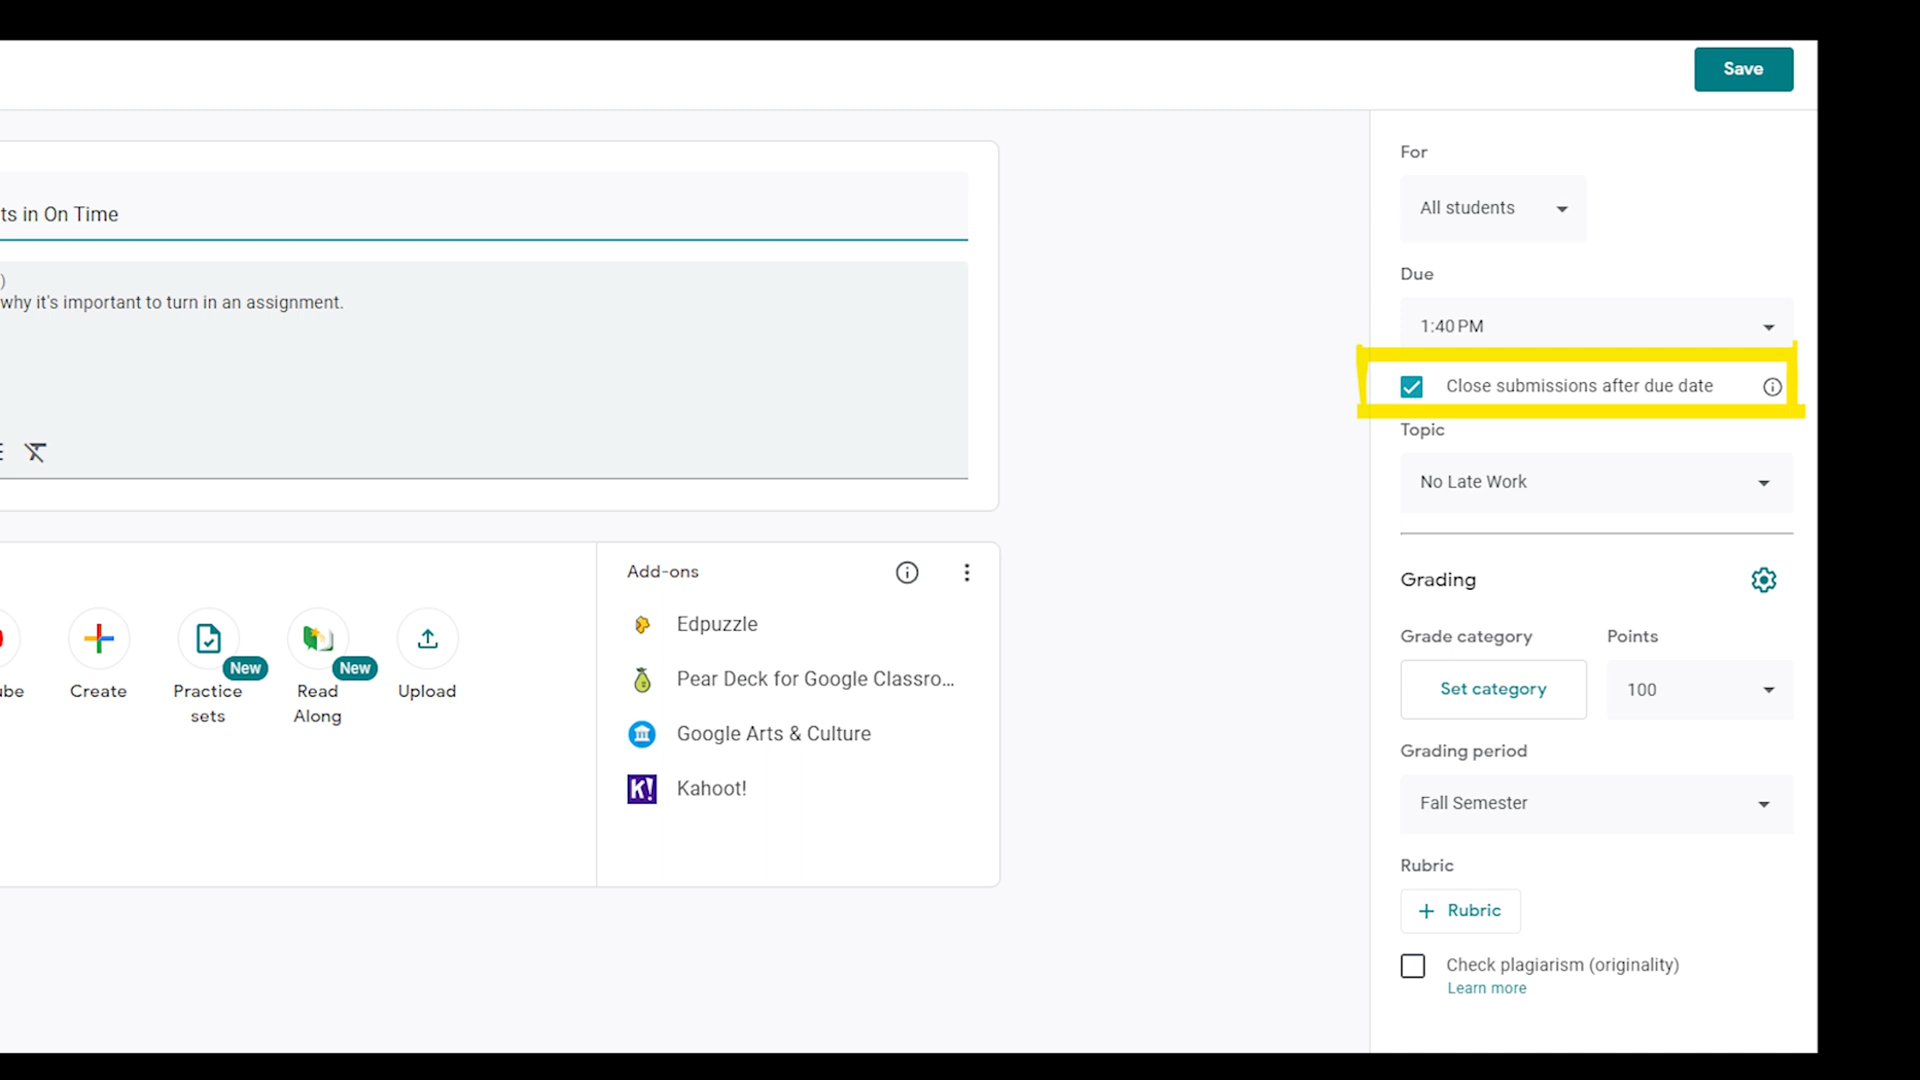 Save
For
All students
Due
1:40 PM
Close submissions after due date
Topic
No Late Work
Grading
Grade category
Points
Set category
100
Grading period
Fall Semester
Rubric
+ Rubric
Check plagiarism (originality)
Learn more
ts in On Time
)
why it's important to turn in an assignment.
Create
New
Practice
sets
New
Read
Along
Upload
Add-ons
Edpuzzle
Pear Deck for Google Classro...
Google Arts & Culture
K!
Kahoot!